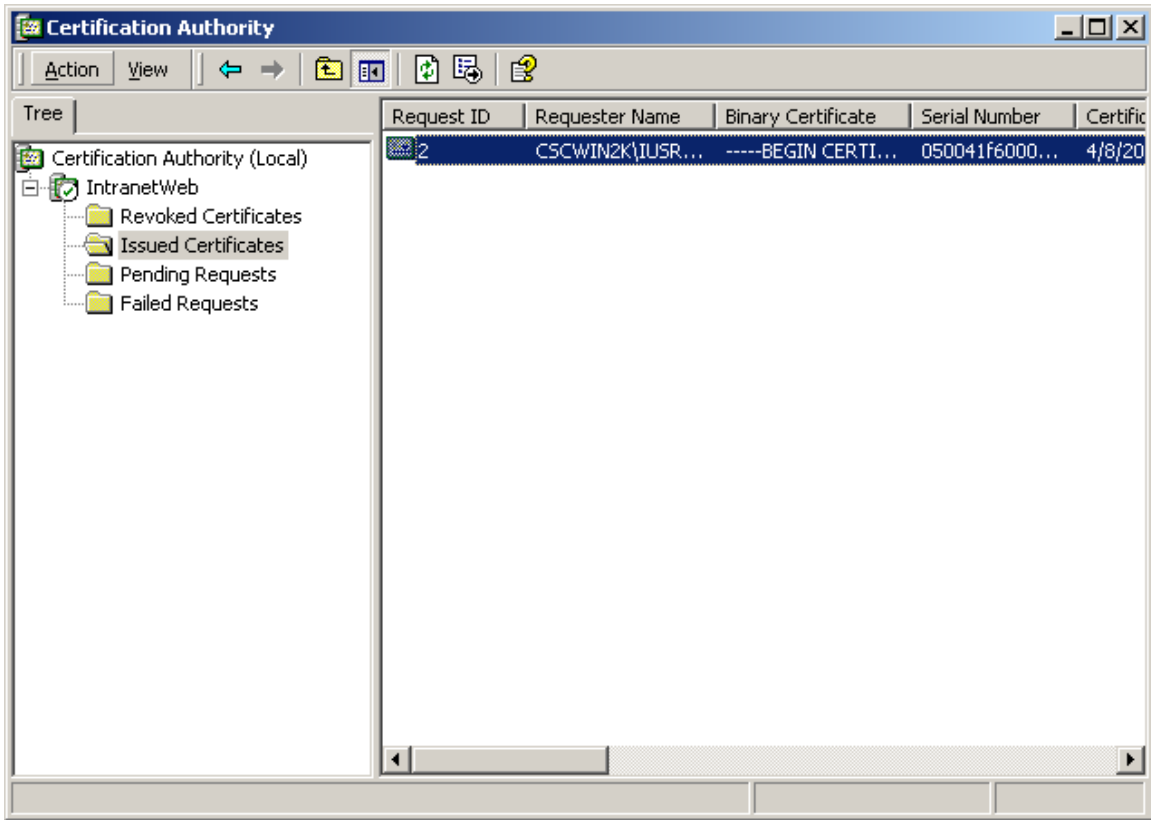 Certification Authority
Action View
Tree
Request ID Requester Name Binary Certificate Serial Number Certific
2 CSCWIN2K\IUSR... -----BEGIN CERTI... 050041f6000... 4/8/20
Certification Authority (Local)
IntranetWeb
Revoked Certificates
Issued Certificates
Pending Requests
Failed Requests